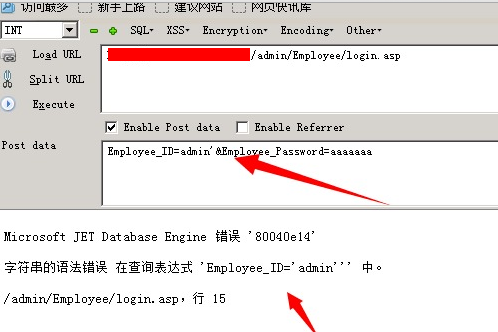 访问最多 新手上路 建议网站 网页快讯库
INT SQL XSS Encryption Encoding Other
Load URL
/admin/Employee/login.asp
Split URL
Execute
Enable Post data Enable Referrer
Post data
Employee_ID=admin'&Employee_Password=aaaaaaa
Microsoft JET Database Engine 错误 '80040e14'
字符串的语法错误 在查询表达式 'Employee_ID='admin''' 中。
/admin/Employee/login.asp，行 15